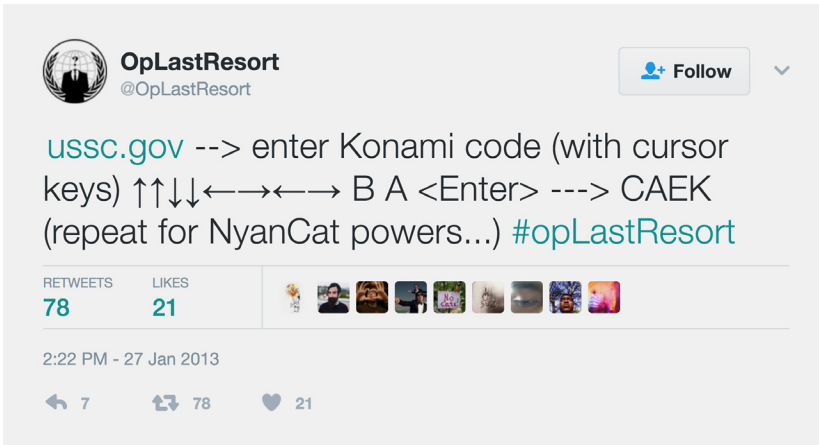 OpLastResort
@OpLastResort
Follow
ussc.gov --> enter Konami code (with cursor
keys) ↑↑↓↓←→←→ B A <Enter> ---> CAEK
(repeat for NyanCat powers...) #opLastResort
RETWEETS LIKES
78 21
2:22 PM - 27 Jan 2013
7 78 21